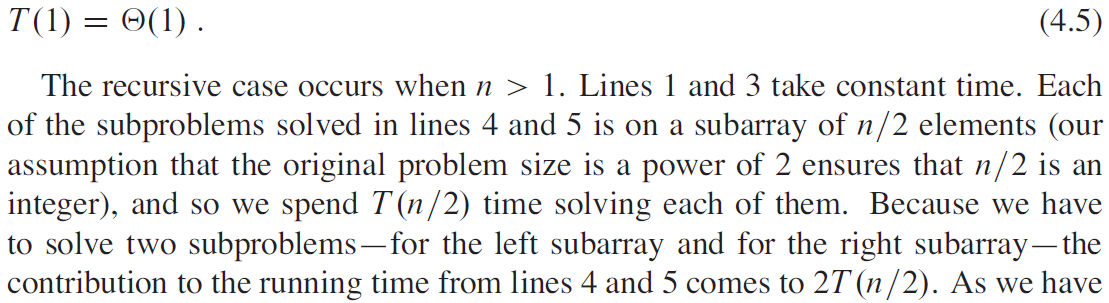 T(1) = Θ(1) . (4.5)
The recursive case occurs when n > 1. Lines 1 and 3 take constant time. Each
of the subproblems solved in lines 4 and 5 is on a subarray of n/2 elements (our
assumption that the original problem size is a power of 2 ensures that n/2 is an
integer), and so we spend T(n/2) time solving each of them. Because we have
to solve two subproblems—for the left subarray and for the right subarray—the
contribution to the running time from lines 4 and 5 comes to 2T(n/2). As we have